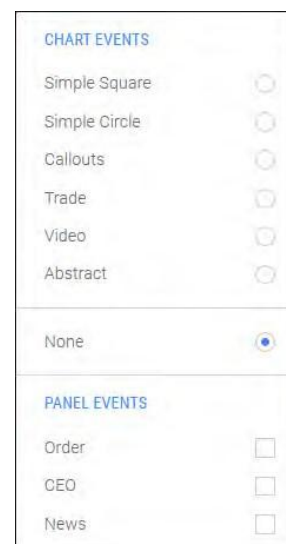 CHART EVENTS
Simple Square
Simple Circle
Callouts
Trade
Video
Abstract
None
PANEL EVENTS
Order
CEO
News